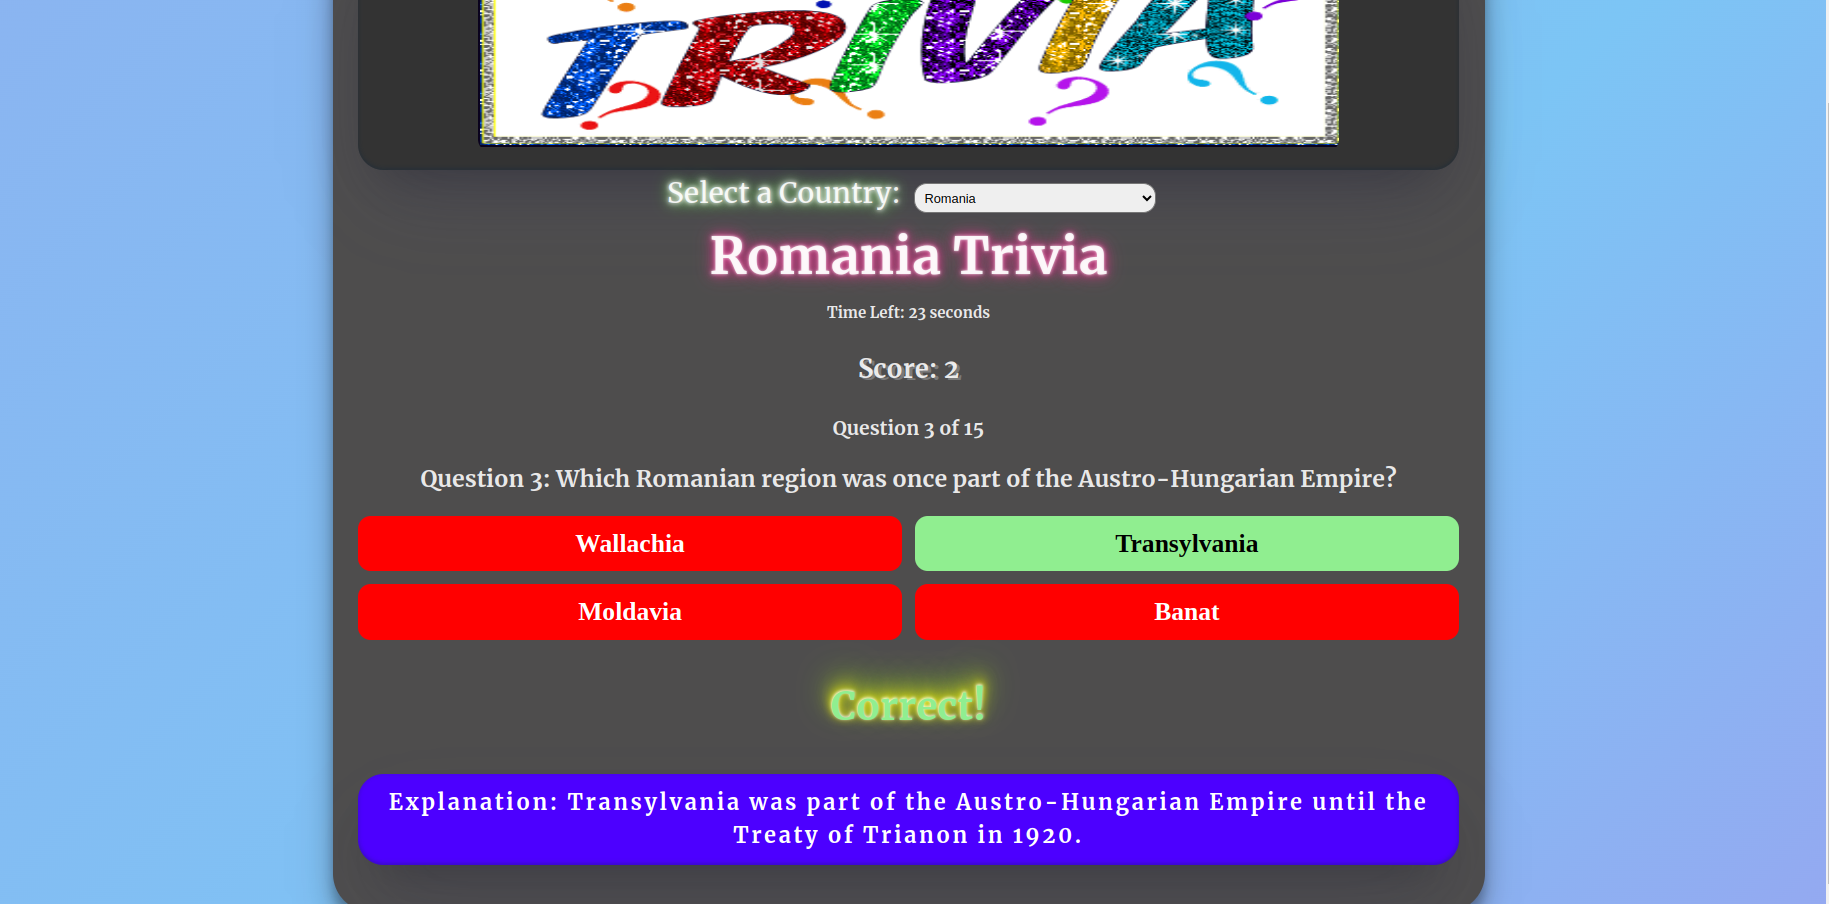 TRIVIA
Select a Country: Romania
Romania Trivia
Time Left: 23 seconds
Score: 2
Question 3 of 15
Question 3: Which Romanian region was once part of the Austro-Hungarian Empire?
Wallachia Transylvania
Moldavia Banat
Correct!
Explanation: Transylvania was part of the Austro-Hungarian Empire until the
Treaty of Trianon in 1920.